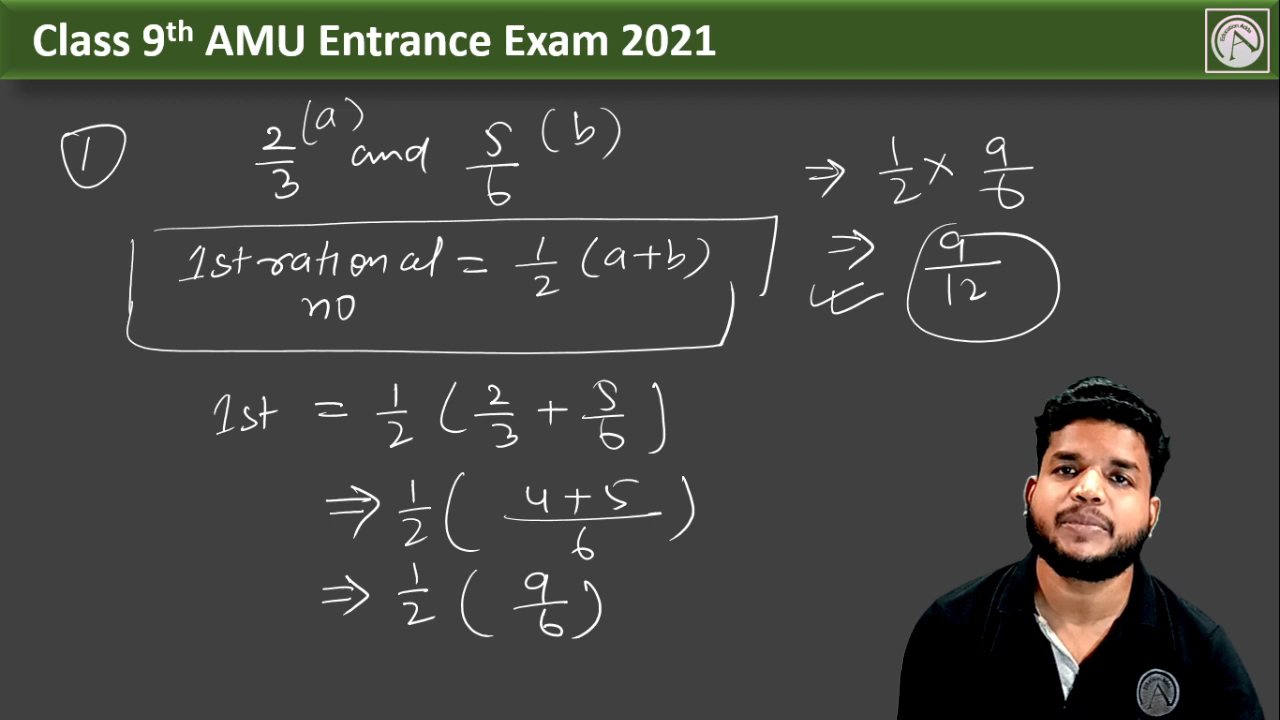 Class 9th AMU Entrance Exam 2021
① 2/3 (a) and 5/6 (b)
1st rational no = 1/2 (a+b)
1st = 1/2 ( 2/3 + 5/6 )
⇒ 1/2 ( 4+5 / 6 )
⇒ 1/2 ( 9/6 )
⇒ 1/2 × 9/6
⇒ 9/12